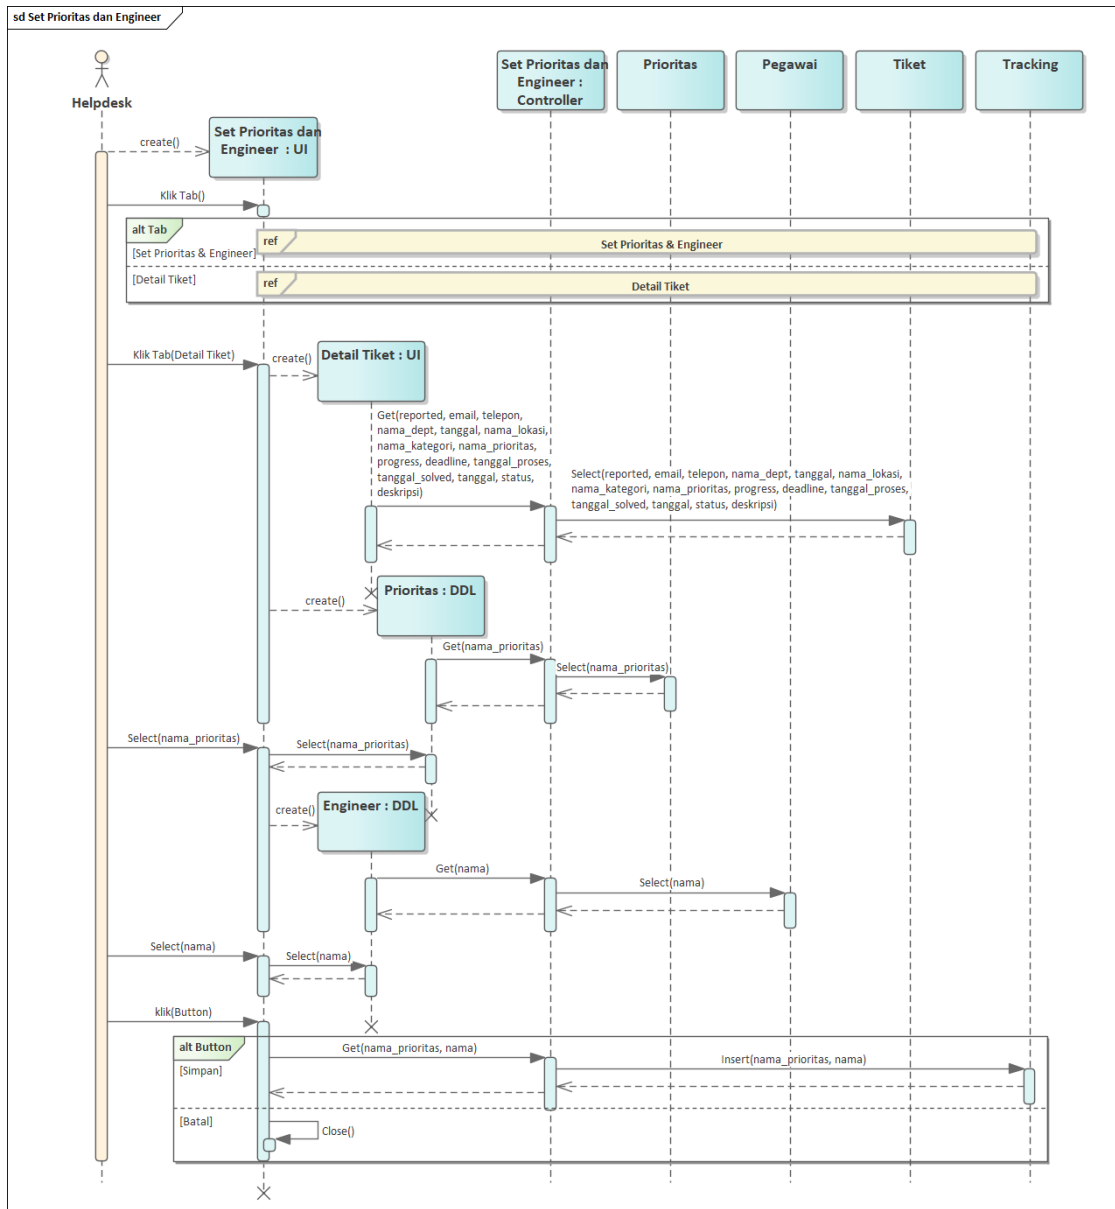 sd Set Prioritas dan Engineer
Helpdesk
Set Prioritas dan
Engineer :
Controller
Prioritas
Pegawai
Tiket
Tracking
create()
Set Prioritas dan
Engineer : UI
Klik Tab()
alt Tab
ref
Set Prioritas & Engineer
[Set Prioritas & Engineer]
[Detail Tiket]
ref
Detail Tiket
Klik Tab(Detail Tiket)
create()
Detail Tiket : UI
Get(reported, email, telepon,
nama_dept, tanggal, nama_lokasi,
nama_kategori, nama_prioritas,
progress, deadline, tanggal_proses,
tanggal_solved, tanggal, status,
deskripsi)
Select(reported, email, telepon, nama_dept, tanggal, nama_lokasi,
nama_kategori, nama_prioritas, progress, deadline, tanggal_proses,
tanggal_solved, tanggal, status, deskripsi)
create()
Prioritas : DDL
Get(nama_prioritas)
Select(nama_prioritas)
Select(nama_prioritas)
Select(nama_prioritas)
create()
Engineer : DDL
Get(nama)
Select(nama)
Select(nama)
Select(nama)
klik(Button)
alt Button
Get(nama_prioritas, nama)
Insert(nama_prioritas, nama)
[Simpan]
[Batal]
Close()